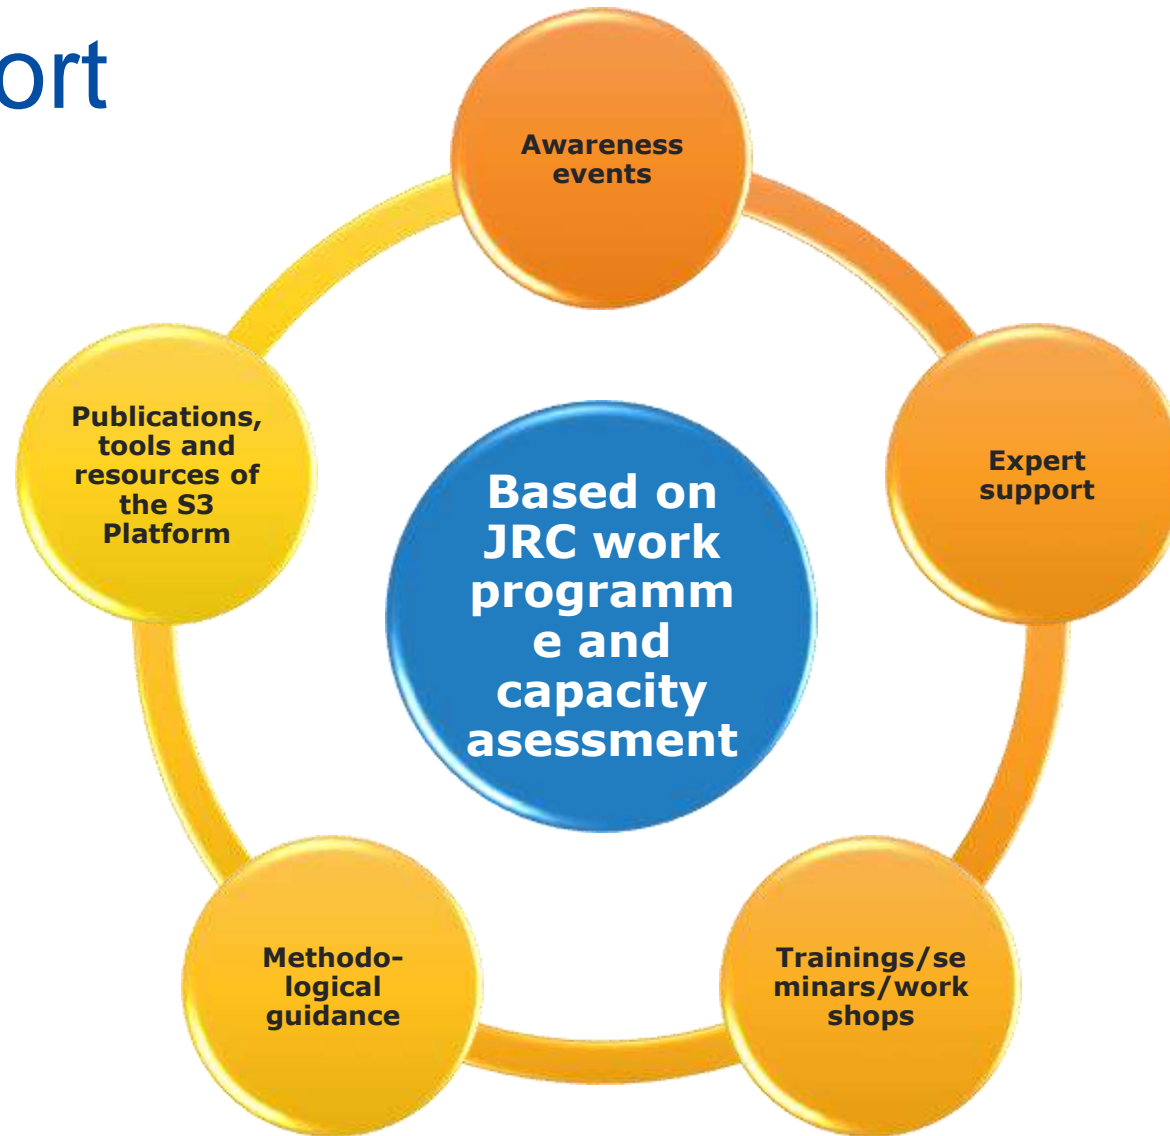 ort
Awareness
events
Publications,
tools and
resources of
the S3
Platform
Expert
support
Based on
JRC work
programm
e and
capacity
asessment
Methodo-
logical
guidance
Trainings/se
minars/work
shops